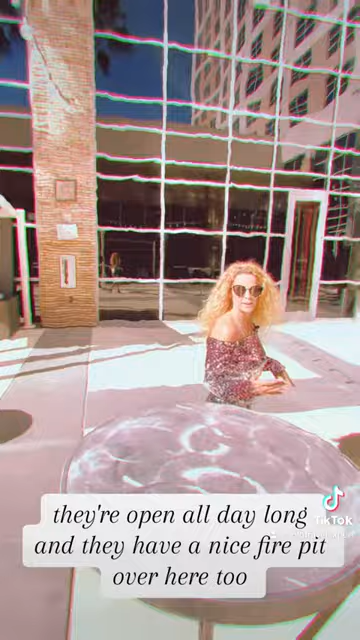 they're open all day long
and they have a nice fire pit
over here too
TikTok